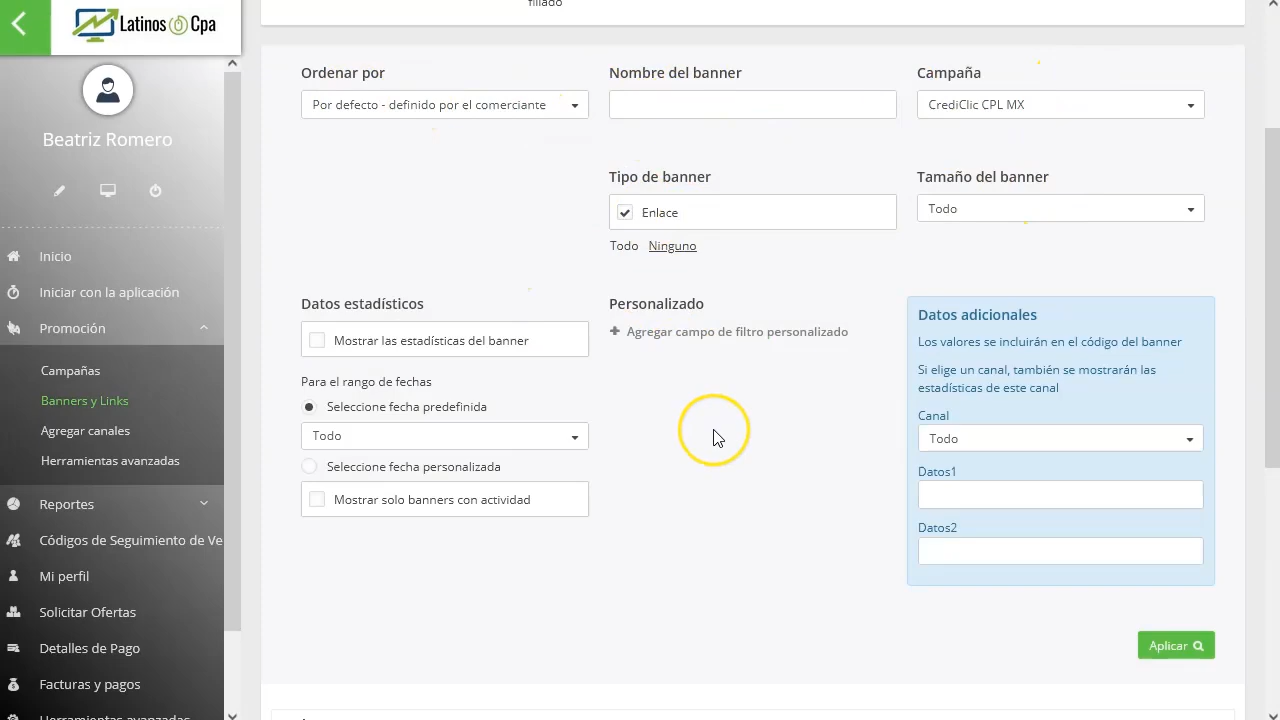 filiado
Latinos Cpa
Beatriz Romero
Inicio
Iniciar con la aplicación
Promoción
Campañas
Banners y Links
Agregar canales
Herramientas avanzadas
Reportes
Códigos de Seguimiento de Ve
Mi perfil
Solicitar Ofertas
Detalles de Pago
Facturas y pagos
Herramientas avanzadas
Ordenar por
Por defecto - definido por el comerciante
Nombre del banner
Campaña
CrediClic CPL MX
Tipo de banner
Enlace
Todo Ninguno
Tamaño del banner
Todo
Datos estadísticos
Mostrar las estadísticas del banner
Para el rango de fechas
Seleccione fecha predefinida
Todo
Seleccione fecha personalizada
Mostrar solo banners con actividad
Personalizado
+ Agregar campo de filtro personalizado
Datos adicionales
Los valores se incluirán en el código del banner
Si elige un canal, también se mostrarán las
estadísticas de este canal
Canal
Todo
Datos1
Datos2
Aplicar